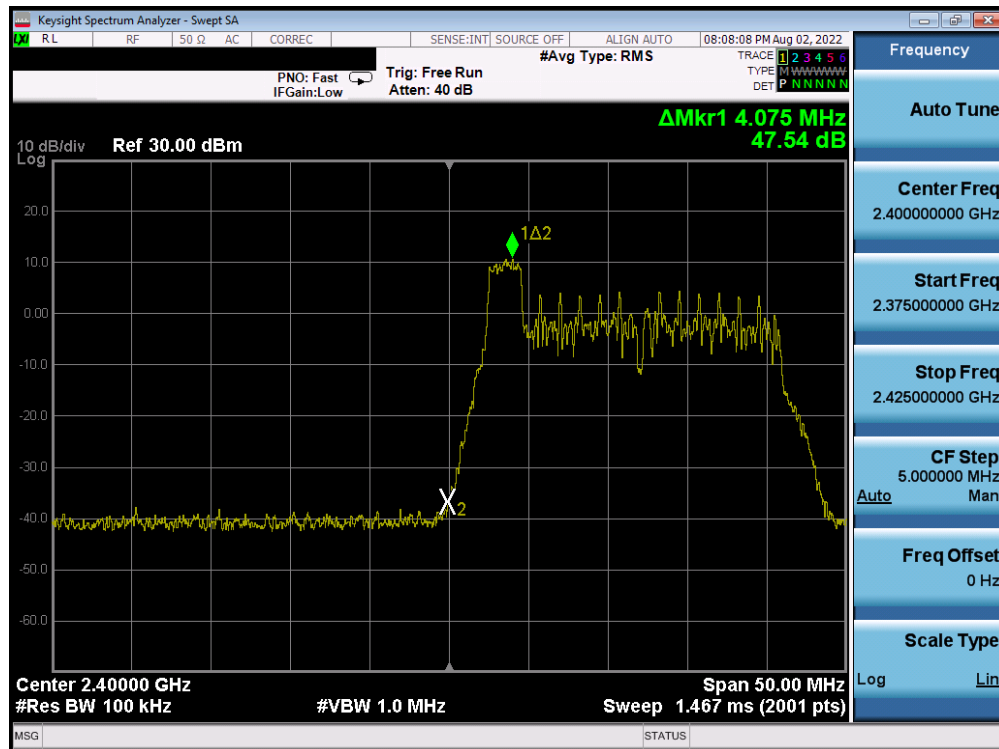 Keysight Spectrum Analyzer - Swept SA
LXI RL RF 50 Ω AC CORREC SENSE:INT SOURCE OFF ALIGN AUTO 08:08:08 PM Aug 02, 2022
#Avg Type: RMS
TRACE 1 2 3 4 5 6
TYPE M WWWWW
DET P N N N N N
PNO: Fast
IFGain:Low
Trig: Free Run
Atten: 40 dB
ΔMkr1 4.075 MHz
47.54 dB
10 dB/div Ref 30.00 dBm
Log
20.0
10.0
0.00
-10.0
-20.0
-30.0
-40.0
-50.0
-60.0
1Δ2
X2
Center 2.40000 GHz
Span 50.00 MHz
#Res BW 100 kHz
#VBW 1.0 MHz
Sweep 1.467 ms (2001 pts)
MSG
STATUS
Frequency
Auto Tune
Center Freq
2.400000000 GHz
Start Freq
2.375000000 GHz
Stop Freq
2.425000000 GHz
CF Step
5.000000 MHz
Auto Man
Freq Offset
0 Hz
Scale Type
Log Lin